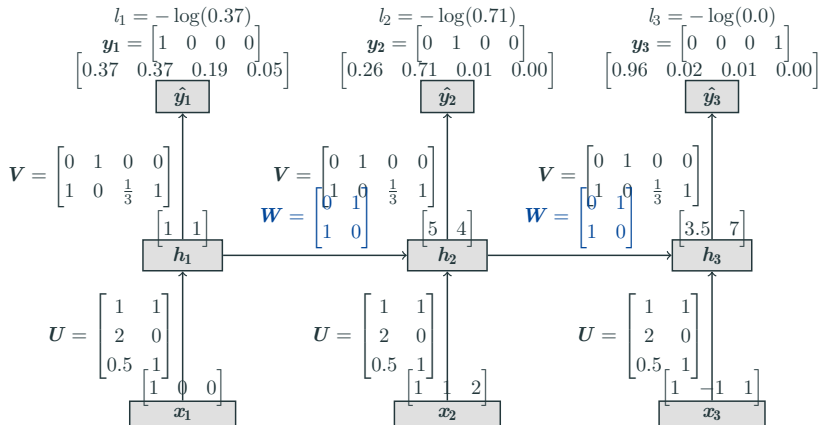 l₁ = − log(0.37) l₂ = − log(0.71) l₃ = − log(0.0)
y₁ = [1 0 0 0] y₂ = [0 1 0 0] y₃ = [0 0 0 1]
[0.37 0.37 0.19 0.05] [0.26 0.71 0.01 0.00] [0.96 0.02 0.01 0.00]
ŷ₁ ŷ₂ ŷ₃
V = [0 1 0 0 V = [0 1 0 0 V = [0 1 0 0
1 0 1/3 1] 1 0 1/3 1] 1 0 1/3 1]
W = [0 1 W = [0 1
1 0] 1 0]
[1 1] [5 4] [3.5 7]
h₁ h₂ h₃
U = [1 1 U = [1 1 U = [1 1
2 0 2 0 2 0
0.5 1] 0.5 1] 0.5 1]
[1 0 0] [1 1 2] [1 −1 1]
x₁ x₂ x₃